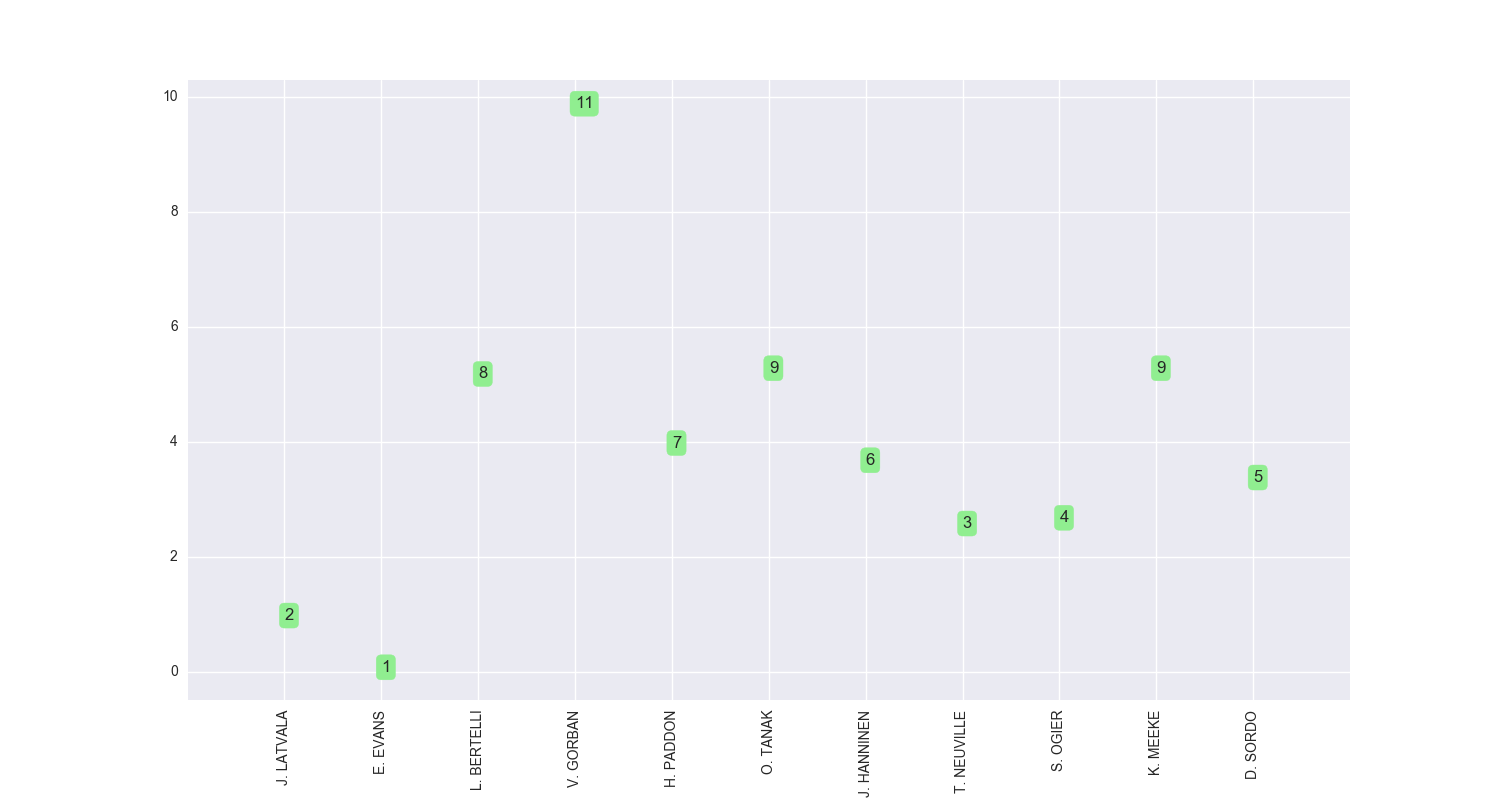 10
11
8
6
9
9
8
7
6
5
4
4
3
2
2
1
0
J. LATVALA
E. EVANS
L. BERTELLI
V. GORBAN
H. PADDON
O. TANAK
J. HANNINEN
T. NEUVILLE
S. OGIER
K. MEEKE
D. SORDO